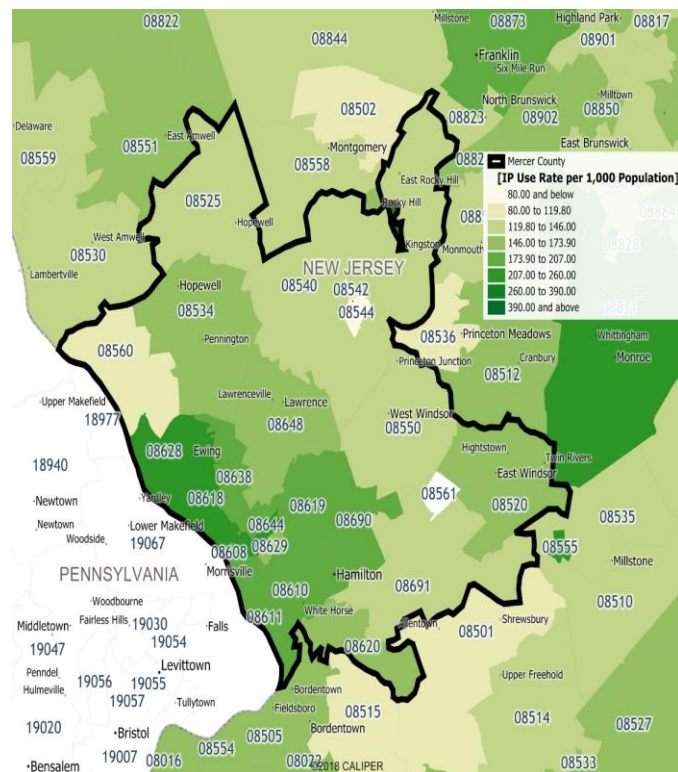 08822
08844
Millstone
08873
Highland Park
08817
08901
Franklin
Six Mile Run
Delaware
08559
08551
East Amwell
08502
Montgomery
08558
08823
North Brunswick
08902
Milltown
08850
East Brunswick
08525
Hopewell
East Rocky Hill
Rocky Hill
Kingston
Monmouth
Mercer County
[IP Use Rate per 1,000 Population]
80.00 and below
80.00 to 119.80
119.80 to 146.00
146.00 to 173.90
173.90 to 207.00
207.00 to 260.00
260.00 to 390.00
390.00 and above
08828
West Amwell
08530
Lambertville
NEW JERSEY
08540
08542
08544
Hopewell
08534
Pennington
08560
08536
Princeton Meadows
Princeton Junction
Cranbury
08512
Whittingham
Monroe
Upper Makefield
18977
Lawrenceville
Lawrence
08648
West Windsor
08550
18940
08628
Ewing
08638
08618
Hightstown
Twin Rivers
East Windsor
Newtown
Yardley
08561
08520
Newtown
Lower Makefield
Woodside
19067
08619
08690
08644
08629
08608
08535
08555
Millstone
PENNSYLVANIA
Morrisville
Hamilton
08610
08691
08510
Woodbourne
Fairless Hills
19030
Falls
08611
White Horse
Allentown
08501
Shrewsbury
Middletown
19047
19054
08620
Levittown
Penndel
Hulmeville
19056
19055
19057
Tullytown
Upper Freehold
Bordentown
Fieldsboro
Bordentown
08515
08514
08527
19020
Bristol
19007
08016
08554
08505
08022
08533
Bensalem
©2018 CALIPER